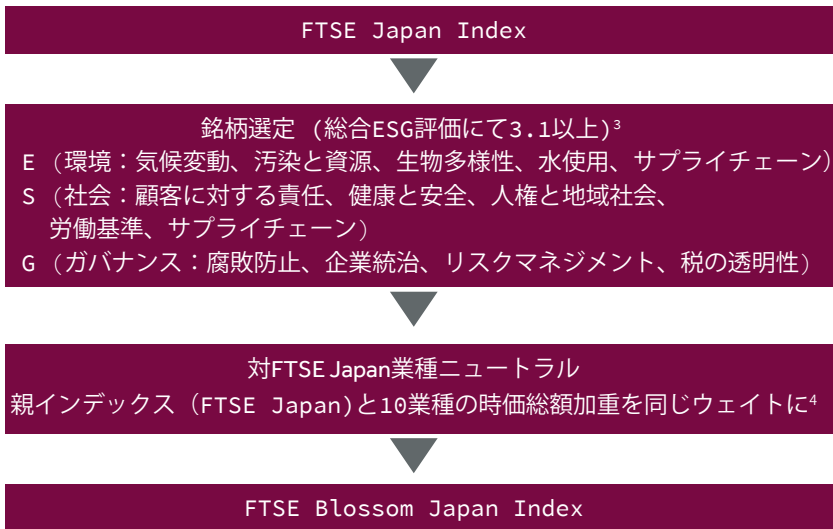 FTSE Japan Index
銘柄選定 (総合ESG評価にて3.1以上)³
E (環境：気候変動、汚染と資源、生物多様性、水使用、サプライチェーン)
S (社会：顧客に対する責任、健康と安全、人権と地域社会、
労働基準、サプライチェーン)
G (ガバナンス：腐敗防止、企業統治、リスクマネジメント、税の透明性)
対FTSE Japan業種ニュートラル
親インデックス（FTSE Japan)と10業種の時価総額加重を同じウェイトに⁴
FTSE Blossom Japan Index